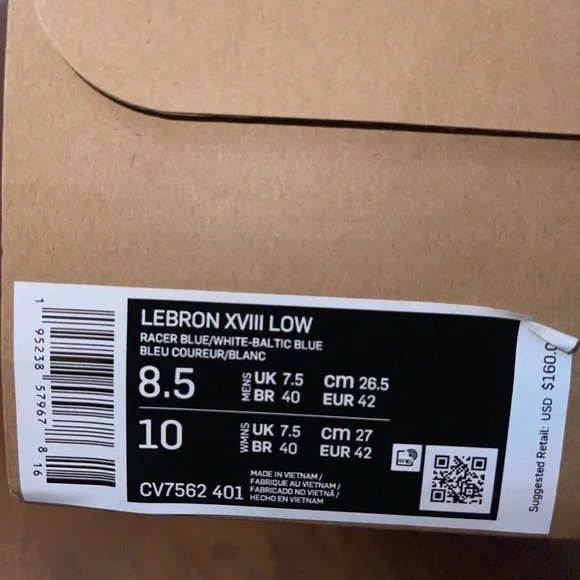 LEBRON XVIII LOW
RACER BLUE/WHITE-BALTIC BLUE
BLEU COUREUR/BLANC
8.5 MENS UK 7.5 cm 26.5
BR 40 EUR 42
10 WMNS UK 7.5 cm 27
BR 40 EUR 42
CV7562 401
MADE IN VIETNAM /
FABRIQUE AU VIETNAM /
FABRICADO NO VIETNÃ /
HECHO EN VIETNAM
RFID
1 95238 57967 8 16
Suggested Retail: USD $160.0